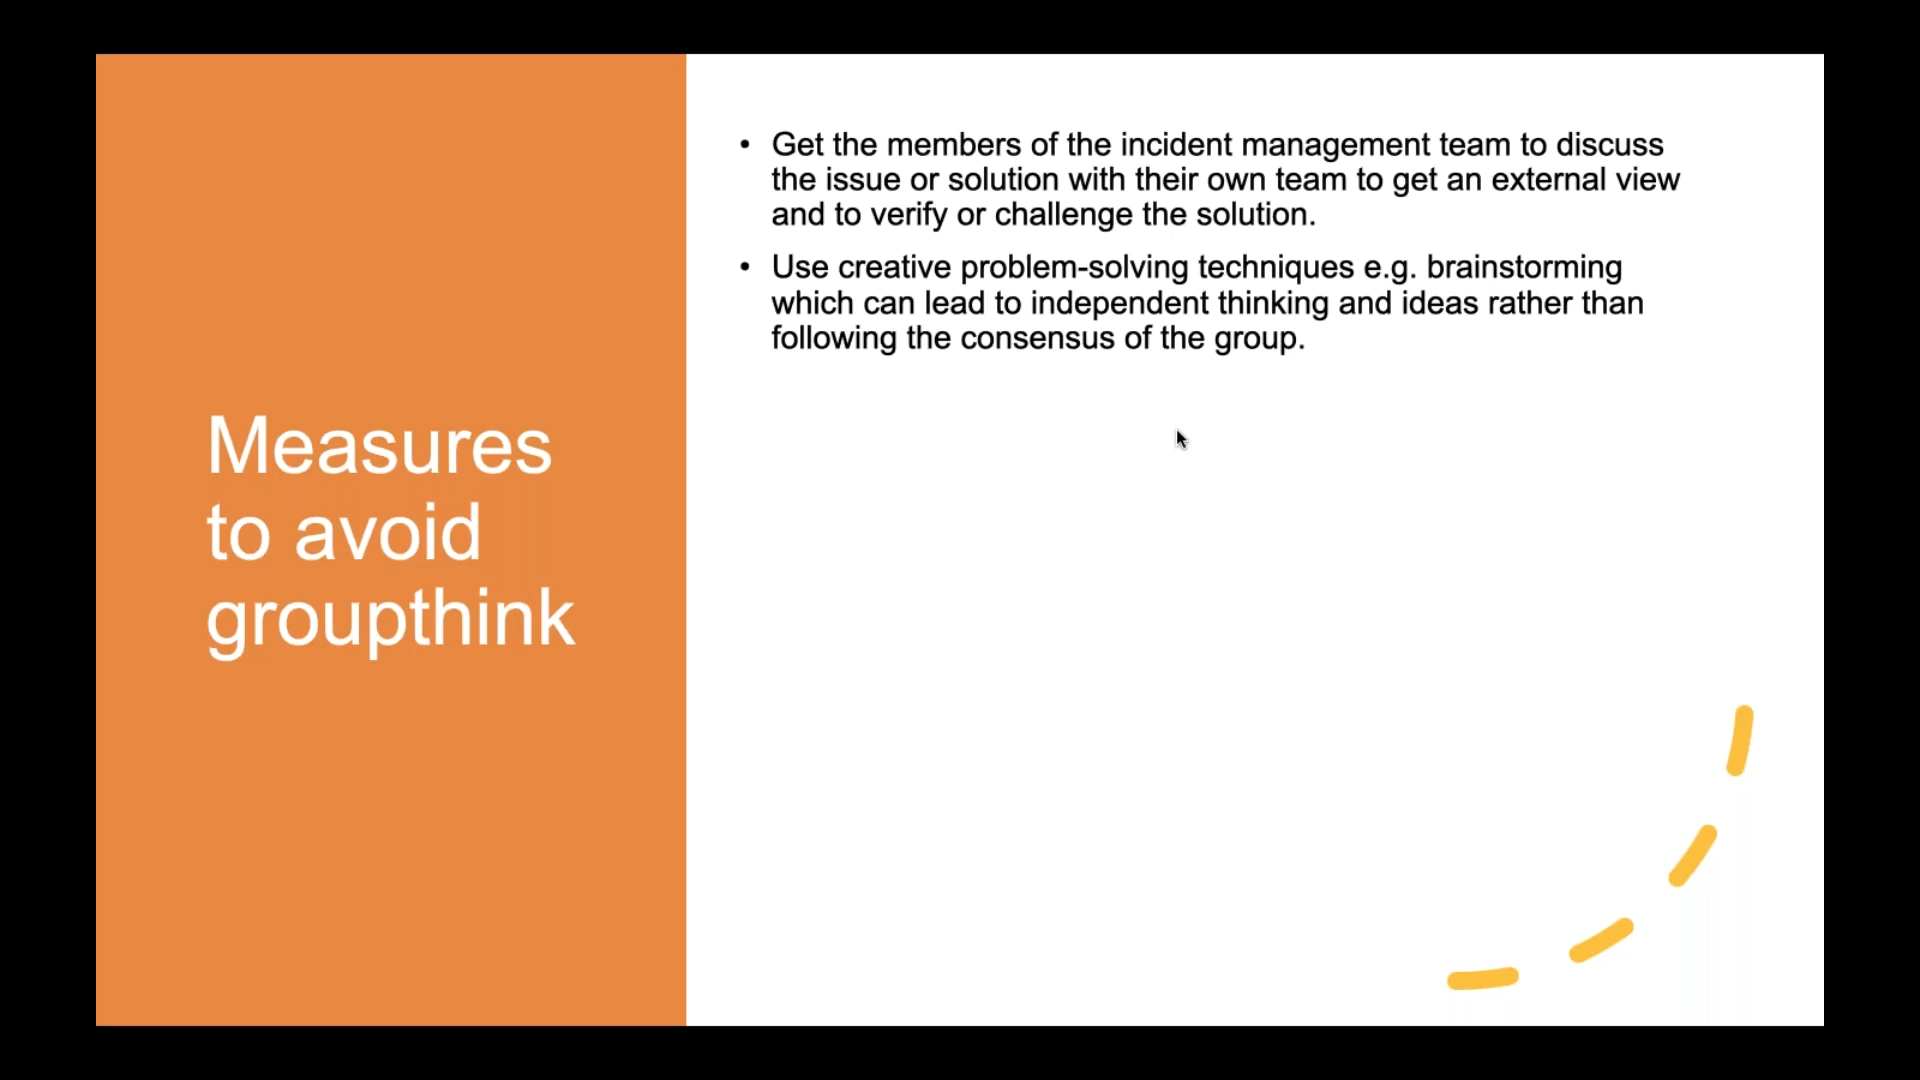 Measures
to avoid
groupthink
• Get the members of the incident management team to discuss
the issue or solution with their own team to get an external view
and to verify or challenge the solution.
• Use creative problem-solving techniques e.g. brainstorming
which can lead to independent thinking and ideas rather than
following the consensus of the group.